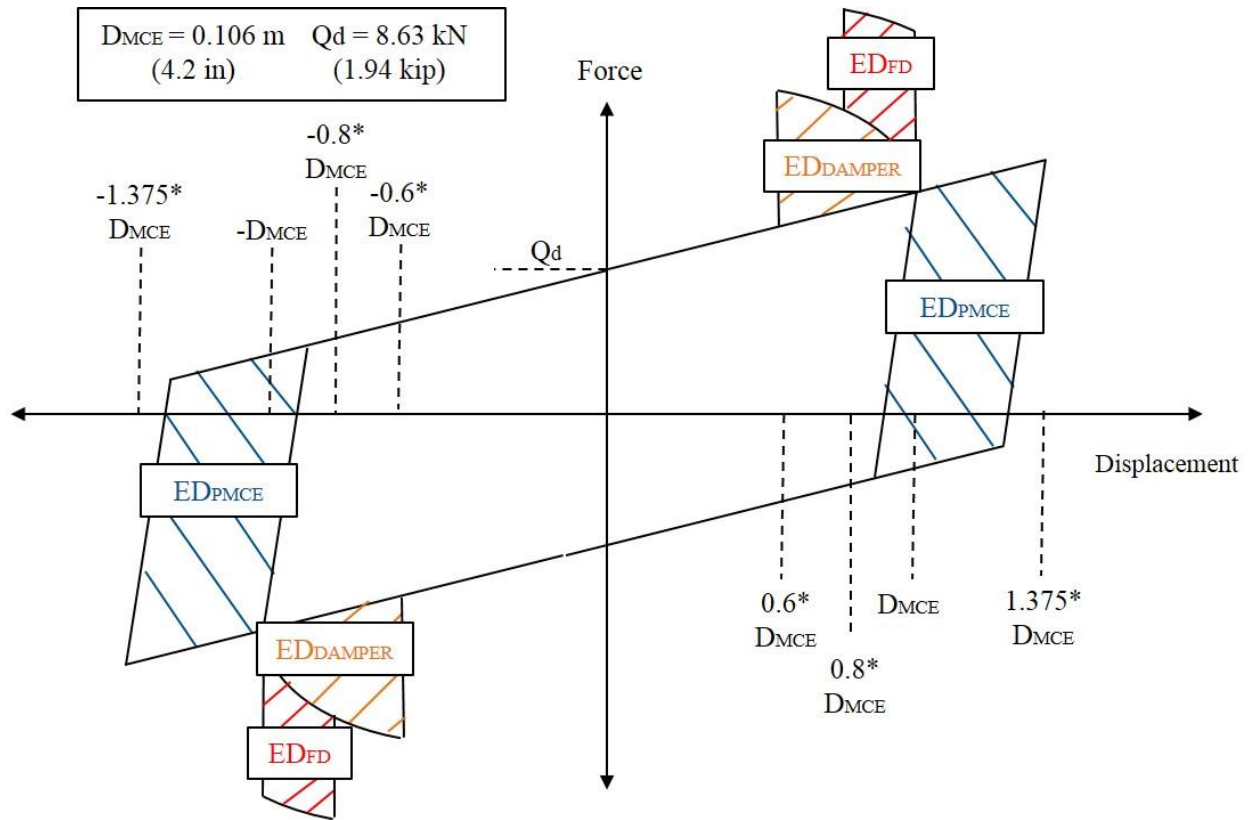 DMCE = 0.106 m Qd = 8.63 kN
(4.2 in) (1.94 kip)
Force
EDFD
EDDAMPER
-0.8*
DMCE
-1.375*
DMCE
-0.6*
DMCE
-DMCE
Qd
EDPMCE
EDPMCE
Displacement
0.6*
DMCE
DMCE
1.375*
DMCE
0.8*
DMCE
EDDAMPER
EDFD